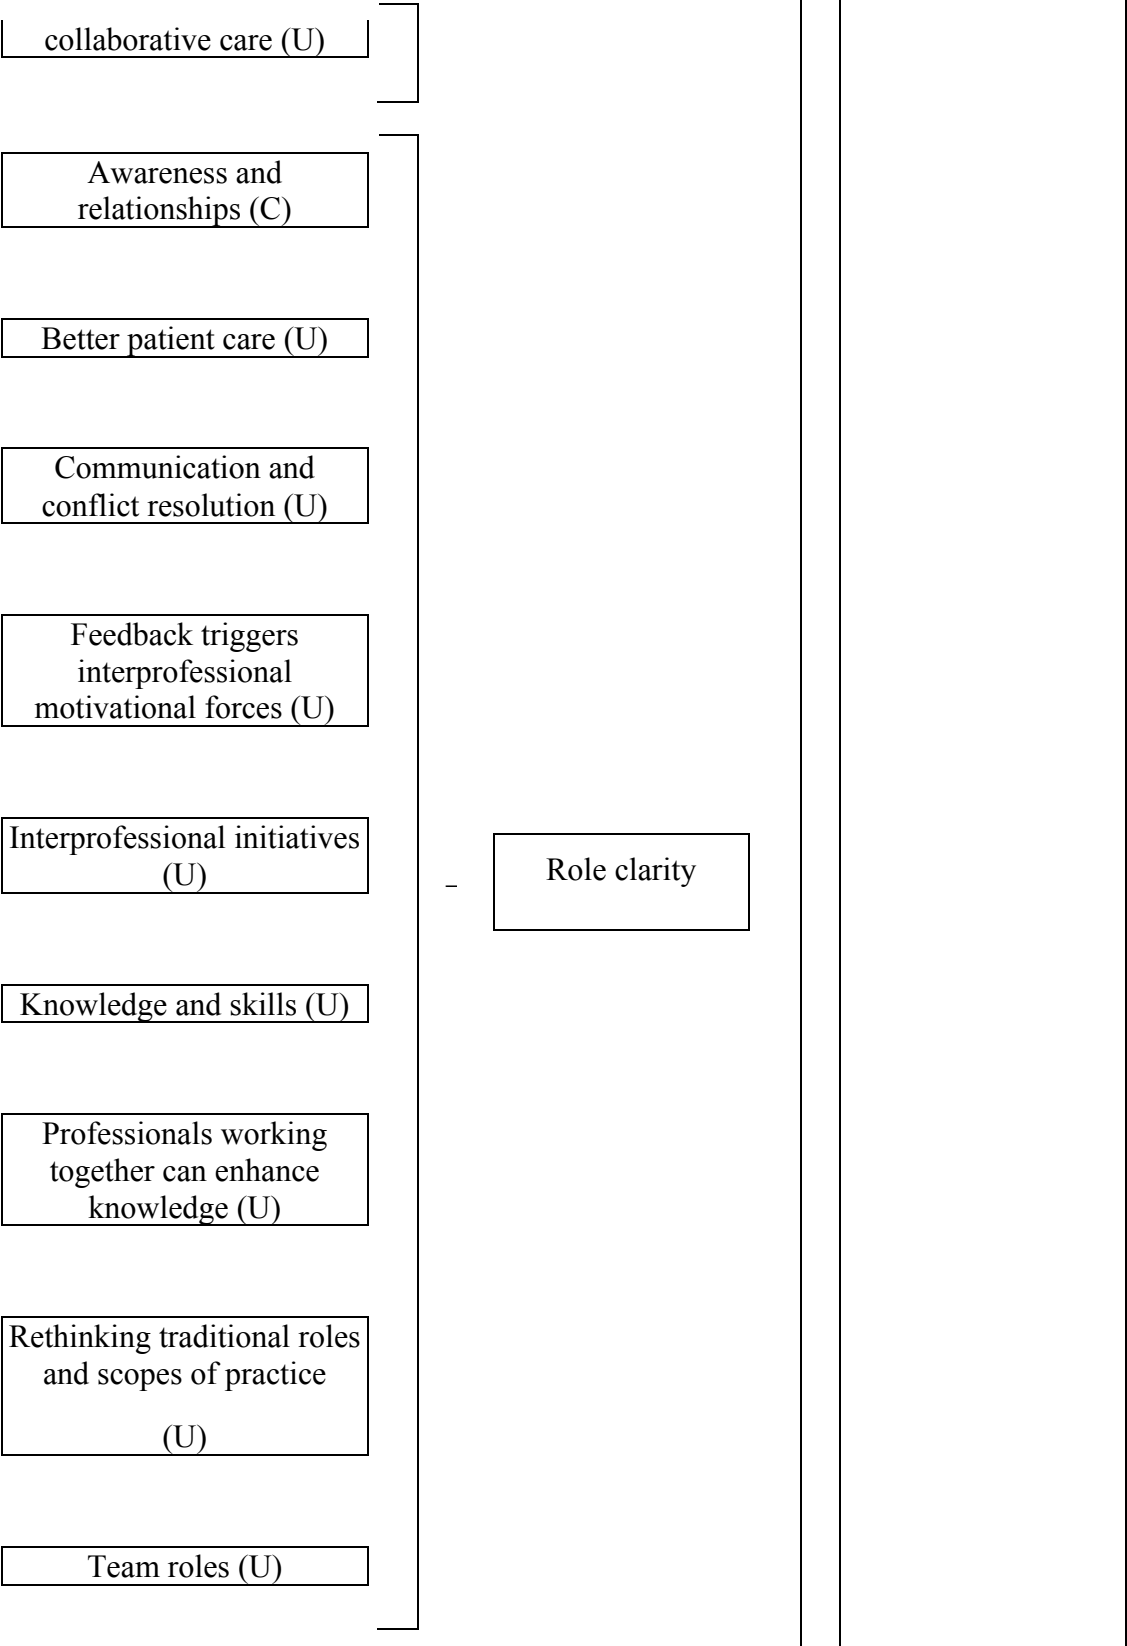 collaborative care (U)
Awareness and
relationships (C)
Better patient care (U)
Communication and
conflict resolution (U)
Feedback triggers
interprofessional
motivational forces (U)
Interprofessional initiatives
(U)
Role clarity
Knowledge and skills (U)
Professionals working
together can enhance
knowledge (U)
Rethinking traditional roles
and scopes of practice
(U)
Team roles (U)